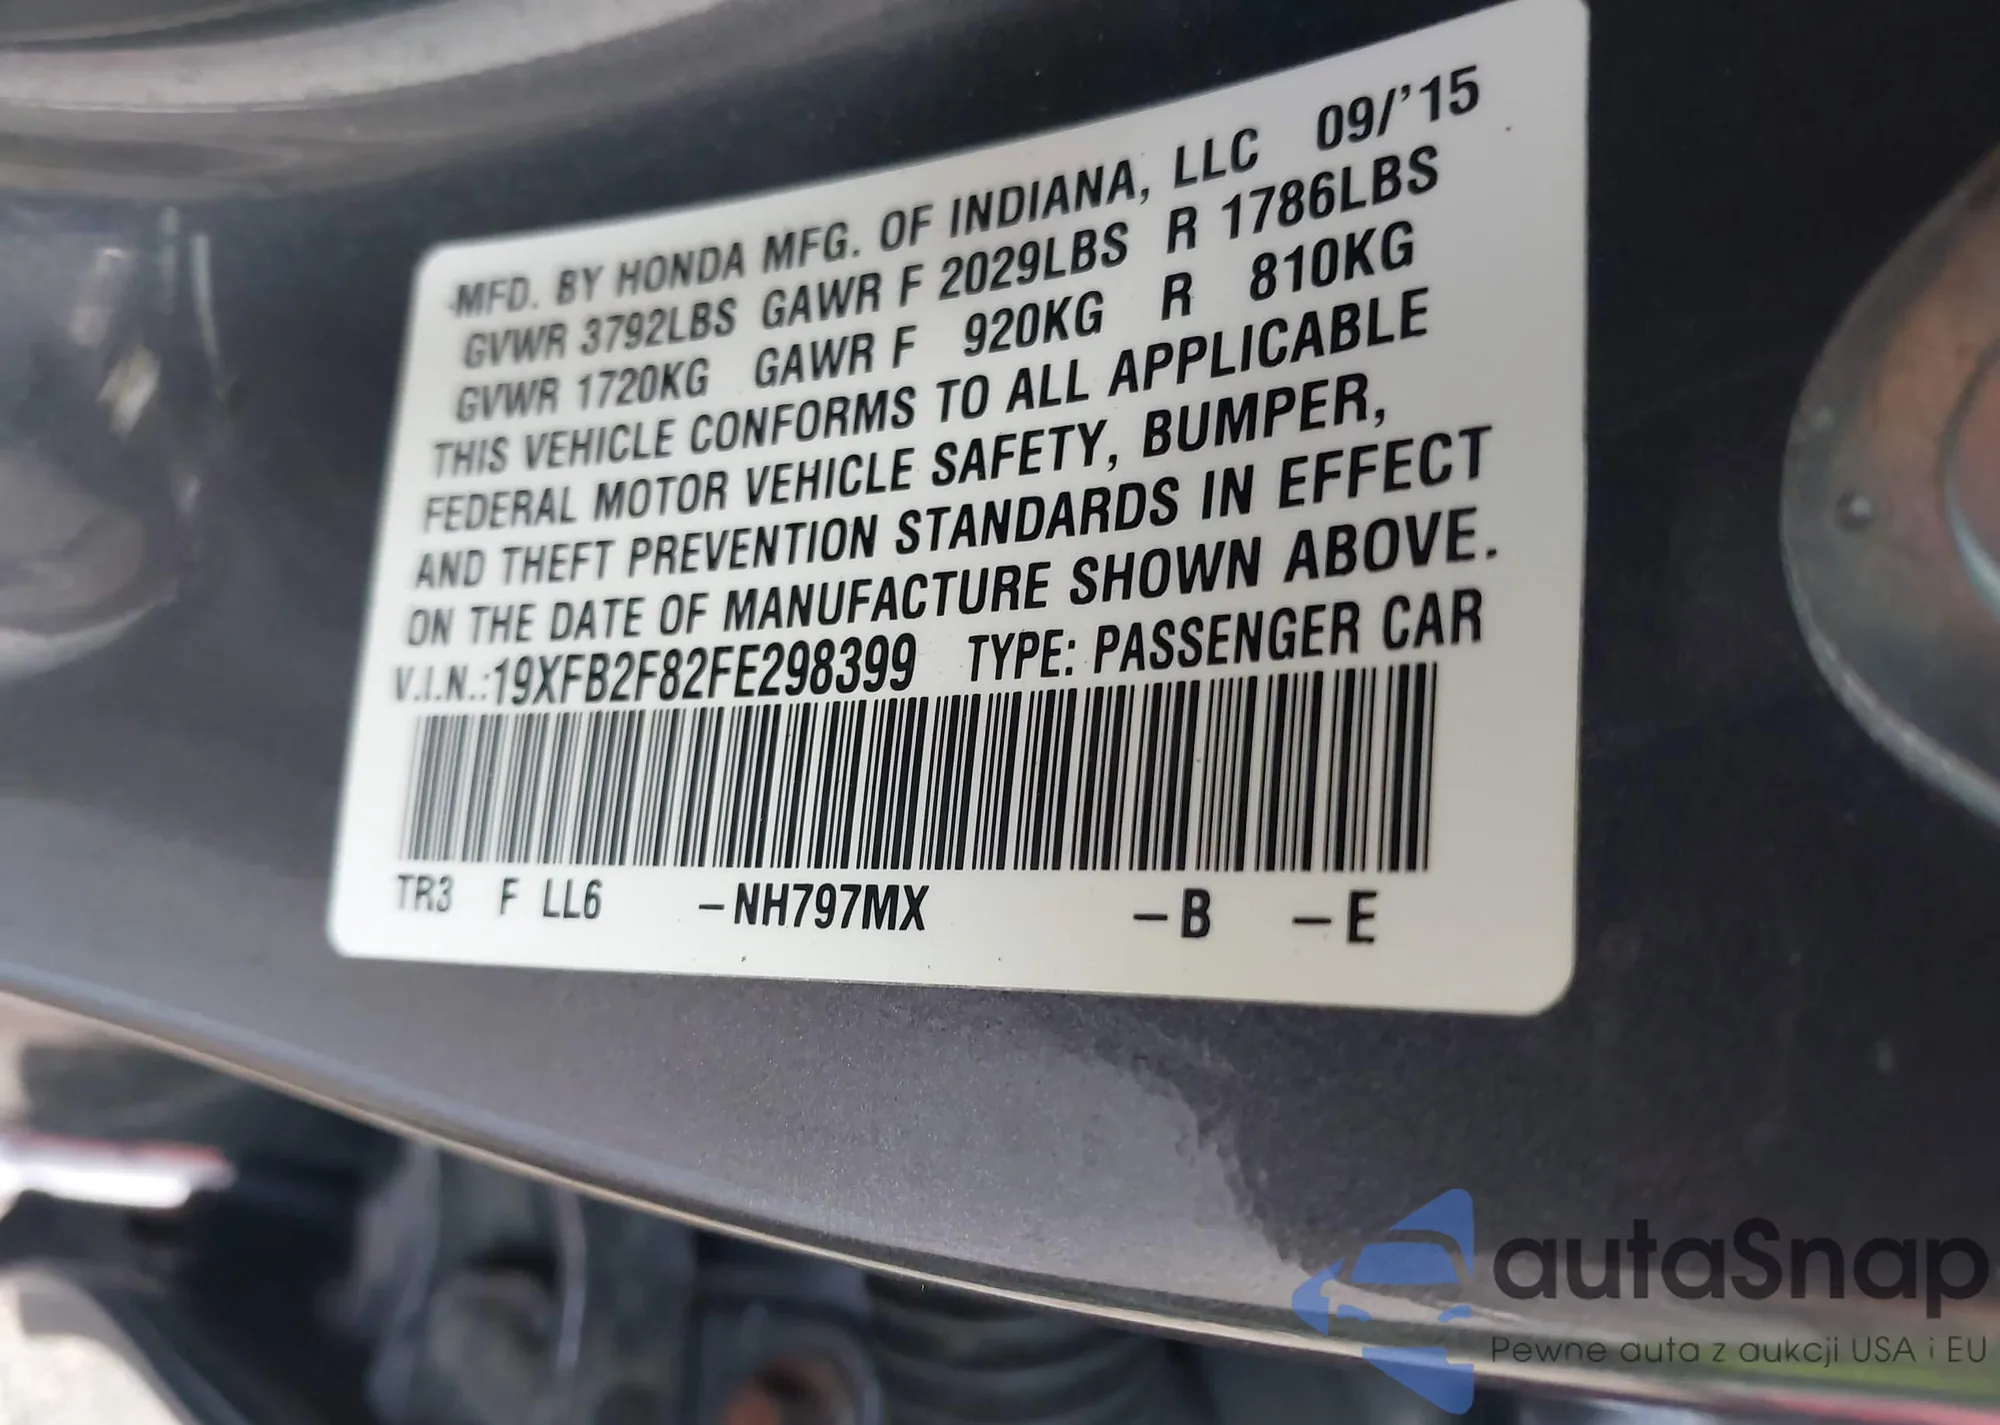 MFD. BY HONDA MFG. OF INDIANA, LLC 09/'15
GVWR 3792LBS GAWR F 2029LBS R 1786LBS
GVWR 1720KG GAWR F 920KG R 810KG
THIS VEHICLE CONFORMS TO ALL APPLICABLE
FEDERAL MOTOR VEHICLE SAFETY, BUMPER,
AND THEFT PREVENTION STANDARDS IN EFFECT
ON THE DATE OF MANUFACTURE SHOWN ABOVE.
V.I.N.:19XFB2F82FE298399 TYPE: PASSENGER CAR
TR3 F LL6 -NH797MX -B -E
autaSnap
Pewne auta z aukcji USA i EU